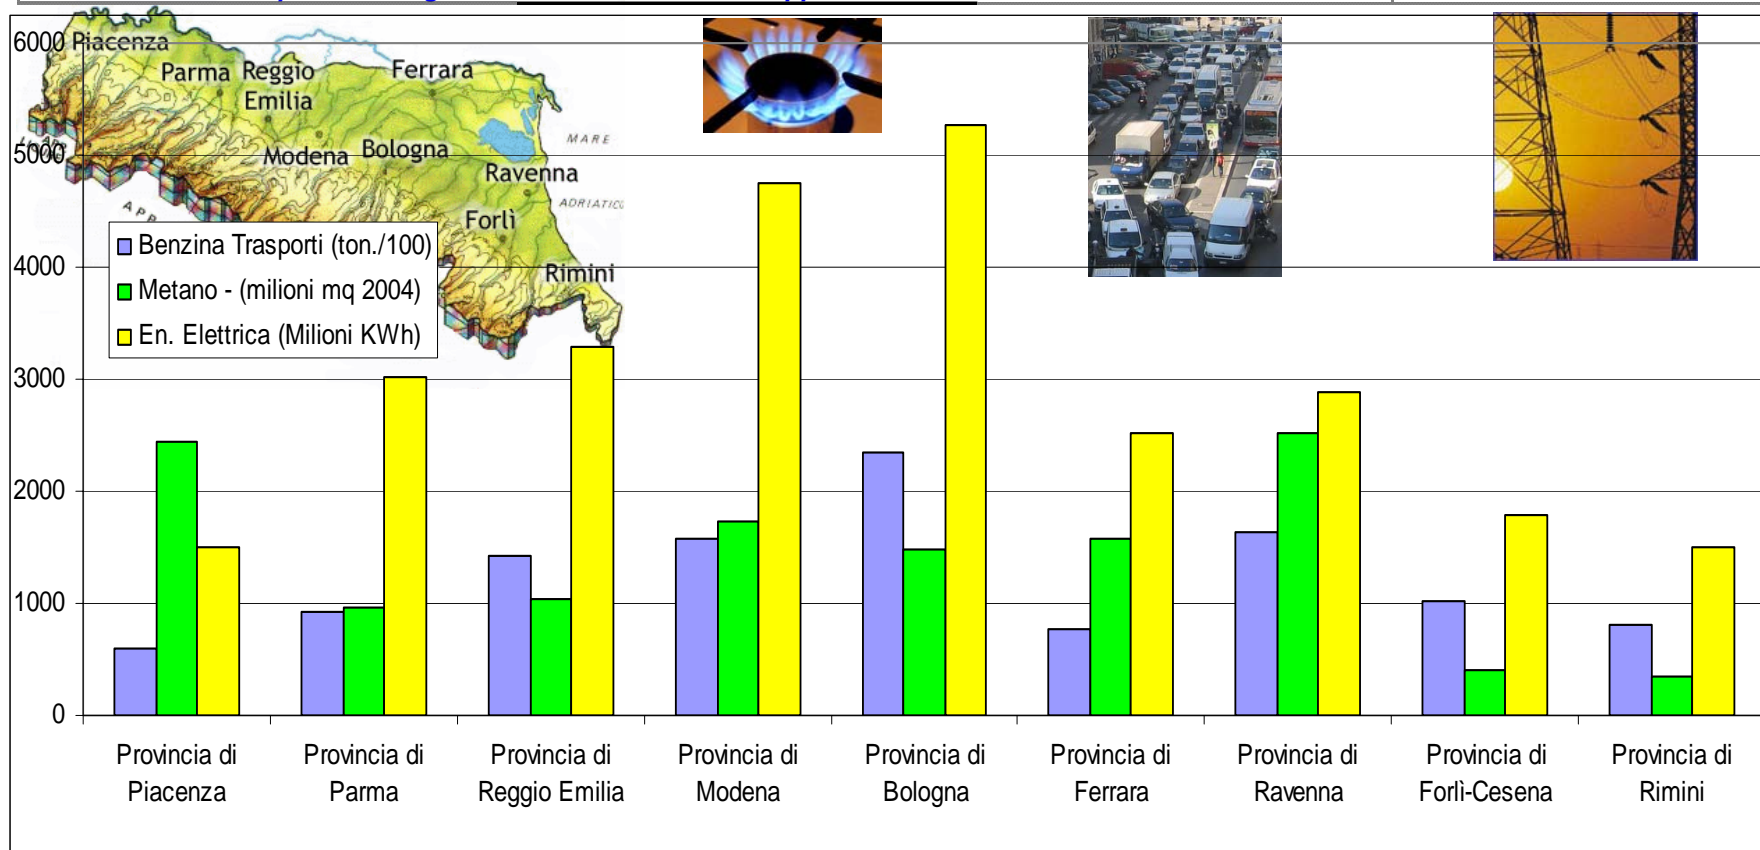 6000
5000
4000
3000
2000
1000
0
Piacenza
Parma
Reggio
Emilia
Ferrara
Modena
Bologna
MARE
Ravenna
ADRIATICO
Forlì
Rimini
Benzina Trasporti (ton./100)
Metano - (milioni mq 2004)
En. Elettrica (Milioni KWh)
Provincia di
Piacenza
Provincia di
Parma
Provincia di
Reggio Emilia
Provincia di
Modena
Provincia di
Bologna
Provincia di
Ferrara
Provincia di
Ravenna
Provincia di
Forlì-Cesena
Provincia di
Rimini